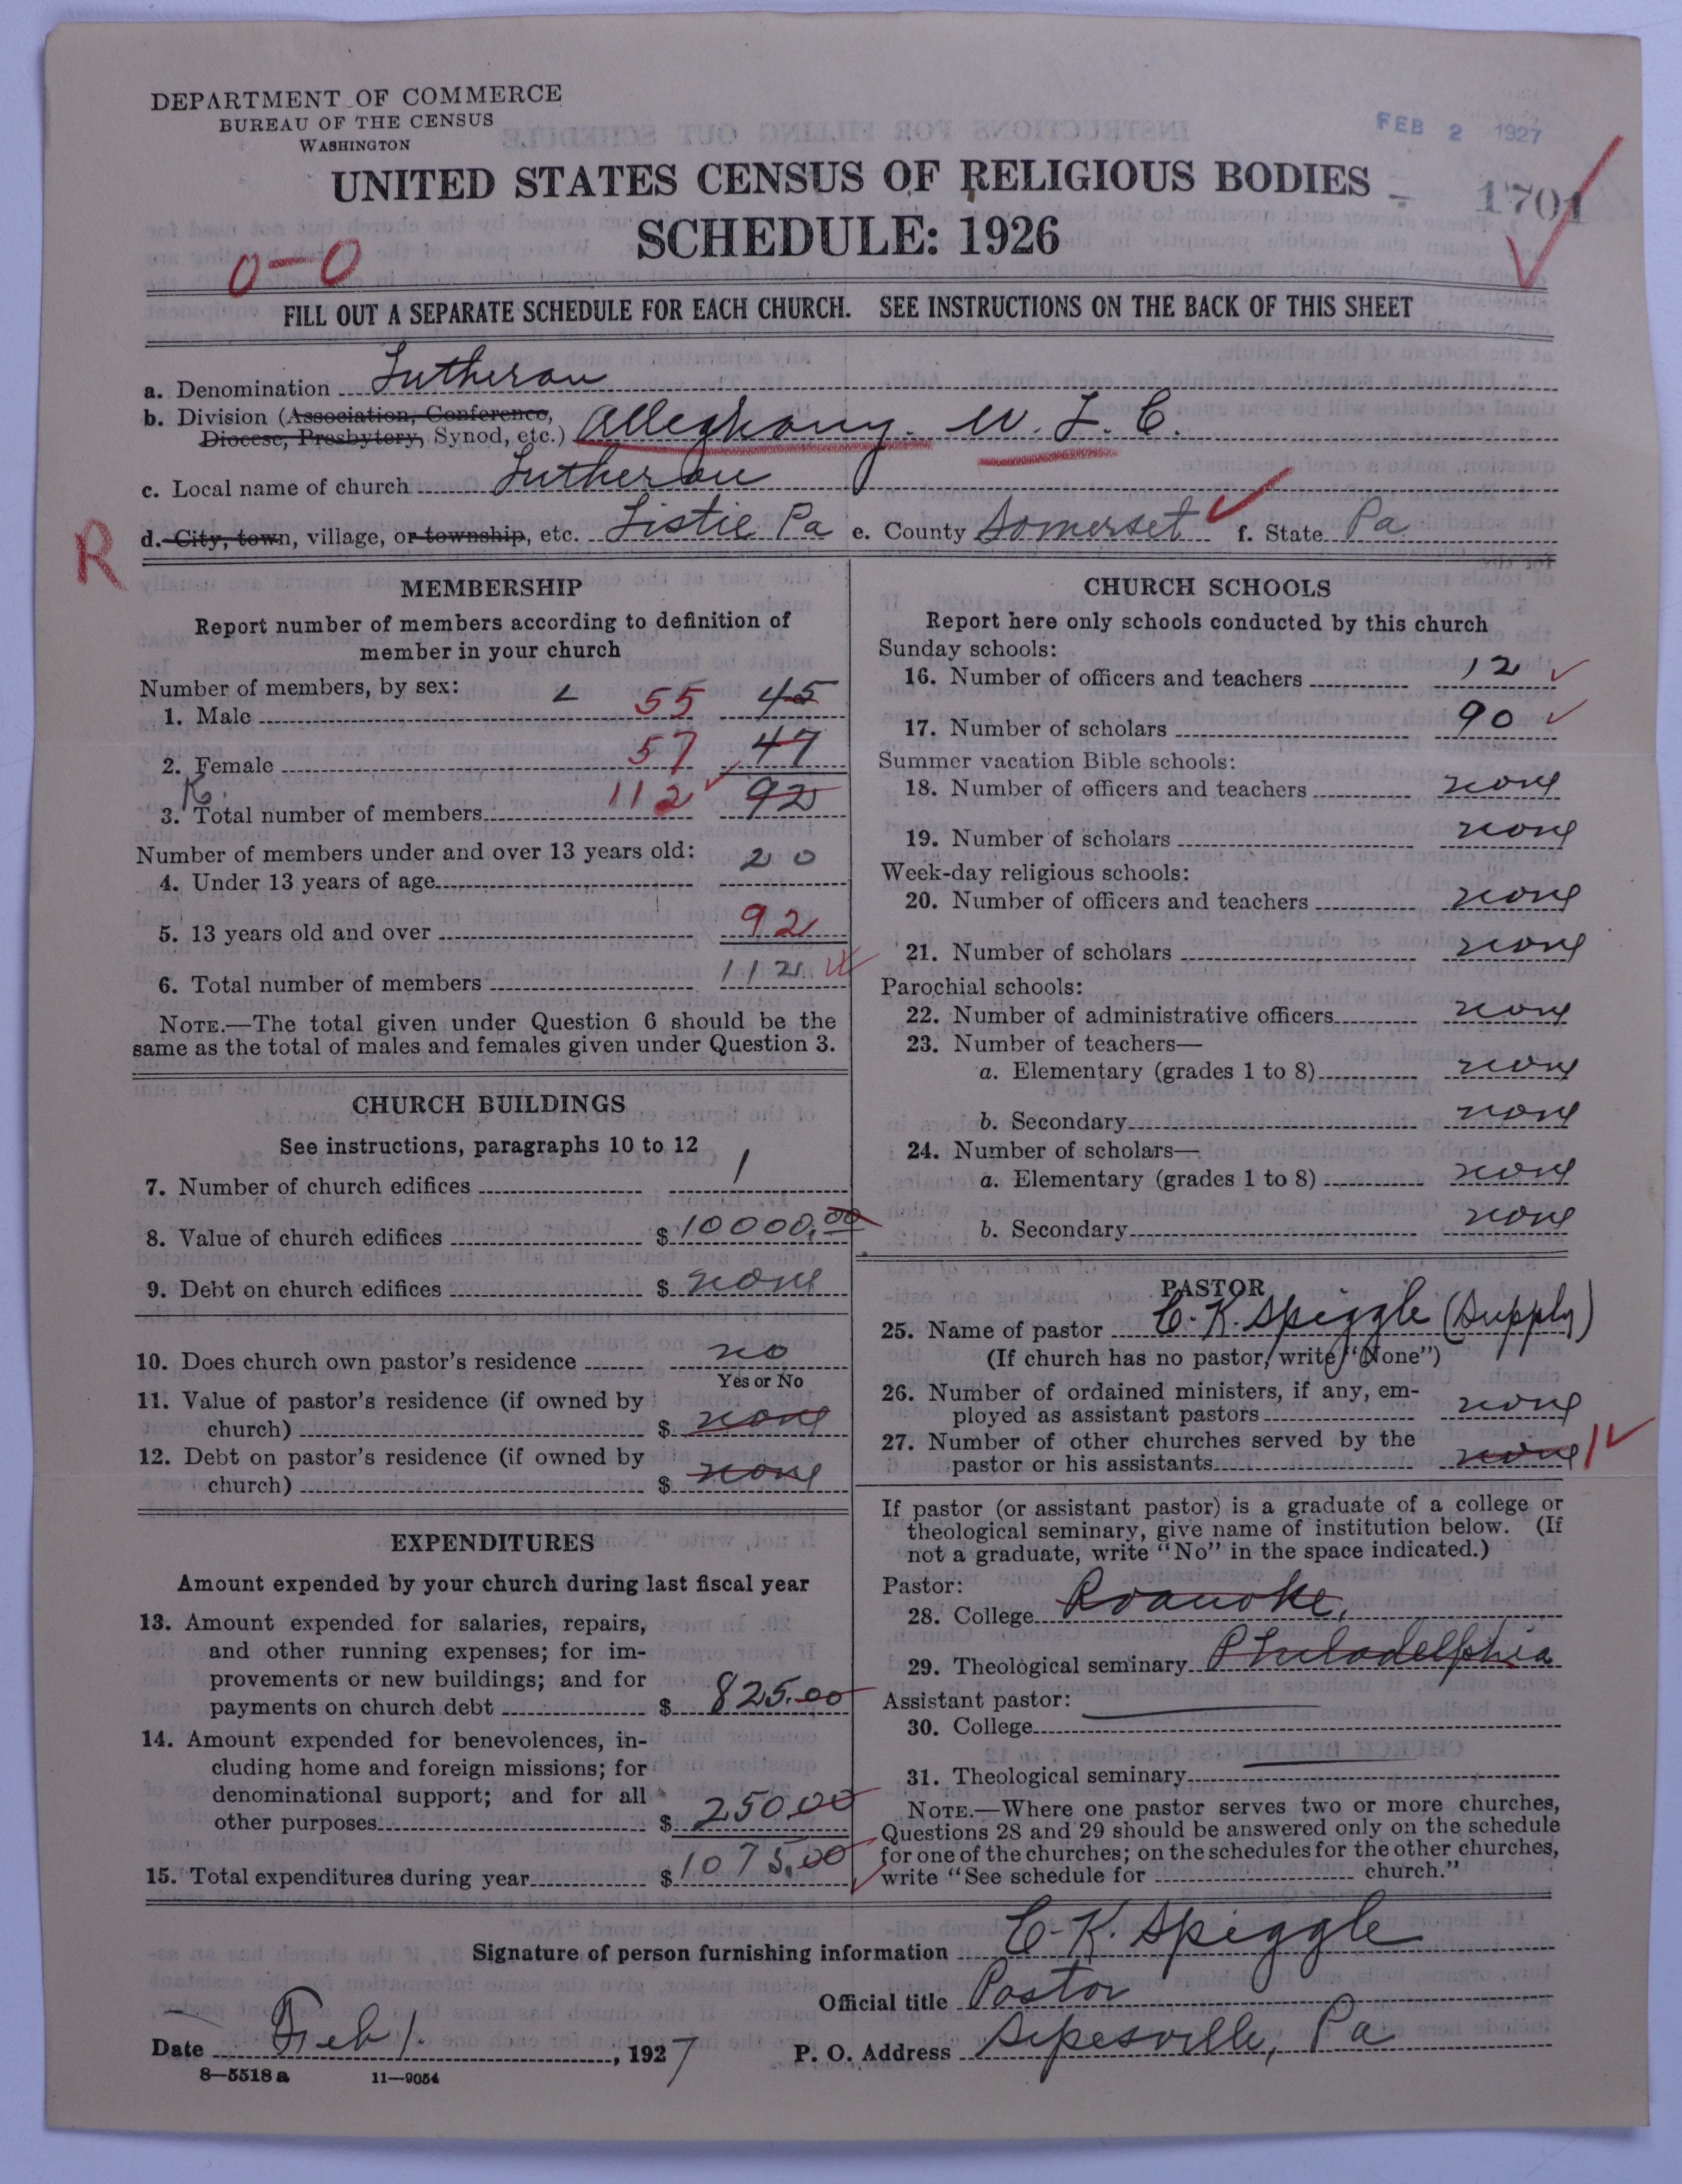 DEPARTMENT OF COMMERCE
BUREAU OF THE CENSUS
WASHINGTON
FEB 2 1927
UNITED STATES CENSUS OF RELIGIOUS BODIES
1701
SCHEDULE: 1926
0-0
FILL OUT A SEPARATE SCHEDULE FOR EACH CHURCH. SEE INSTRUCTIONS ON THE BACK OF THIS SHEET
a. Denomination Lutheran
b. Division (Association, Conference,
Diocese, Presbytery, Synod, etc.) Alleghany. U. L. C.
c. Local name of church Lutheran
R
d. City, town, village, or township, etc. Listie Pa e. County Somerset f. State Pa
MEMBERSHIP
Report number of members according to definition of
member in your church
Number of members, by sex:
1. Male 55 45
2. Female 57 47
3. Total number of members 112 92
Number of members under and over 13 years old:
4. Under 13 years of age 20
5. 13 years old and over 92
6. Total number of members 112
NOTE.—The total given under Question 6 should be the
same as the total of males and females given under Question 3.
CHURCH BUILDINGS
See instructions, paragraphs 10 to 12
7. Number of church edifices 1
8. Value of church edifices $ 10000.00
9. Debt on church edifices $ none
10. Does church own pastor's residence no
Yes or No
11. Value of pastor's residence (if owned by
church) $ none
12. Debt on pastor's residence (if owned by
church) $ none
EXPENDITURES
Amount expended by your church during last fiscal year
13. Amount expended for salaries, repairs,
and other running expenses; for im-
provements or new buildings; and for
payments on church debt $ 825.00
14. Amount expended for benevolences, in-
cluding home and foreign missions; for
denominational support; and for all
other purposes $ 250.00
15. Total expenditures during year $ 1075.00
CHURCH SCHOOLS
Report here only schools conducted by this church
Sunday schools:
16. Number of officers and teachers 12
17. Number of scholars 90
Summer vacation Bible schools:
18. Number of officers and teachers none
19. Number of scholars none
Week-day religious schools:
20. Number of officers and teachers none
21. Number of scholars none
Parochial schools:
22. Number of administrative officers none
23. Number of teachers—
a. Elementary (grades 1 to 8) none
b. Secondary none
24. Number of scholars—
a. Elementary (grades 1 to 8) none
b. Secondary none
PASTOR
25. Name of pastor C. K. Spiggle (Supply)
(If church has no pastor, write "None")
26. Number of ordained ministers, if any, em-
ployed as assistant pastors none
27. Number of other churches served by the
pastor or his assistants none 1
If pastor (or assistant pastor) is a graduate of a college or
theological seminary, give name of institution below. (If
not a graduate, write "No" in the space indicated.)
Pastor:
28. College Roanoke,
29. Theological seminary Philadelphia
Assistant pastor:
30. College
31. Theological seminary
NOTE.—Where one pastor serves two or more churches,
Questions 28 and 29 should be answered only on the schedule
for one of the churches; on the schedules for the other churches,
write "See schedule for church."
Signature of person furnishing information C. K. Spiggle
Official title Pastor
Date Feb 1. , 1927 P. O. Address Sipesville, Pa
8—5518 a 11—9054